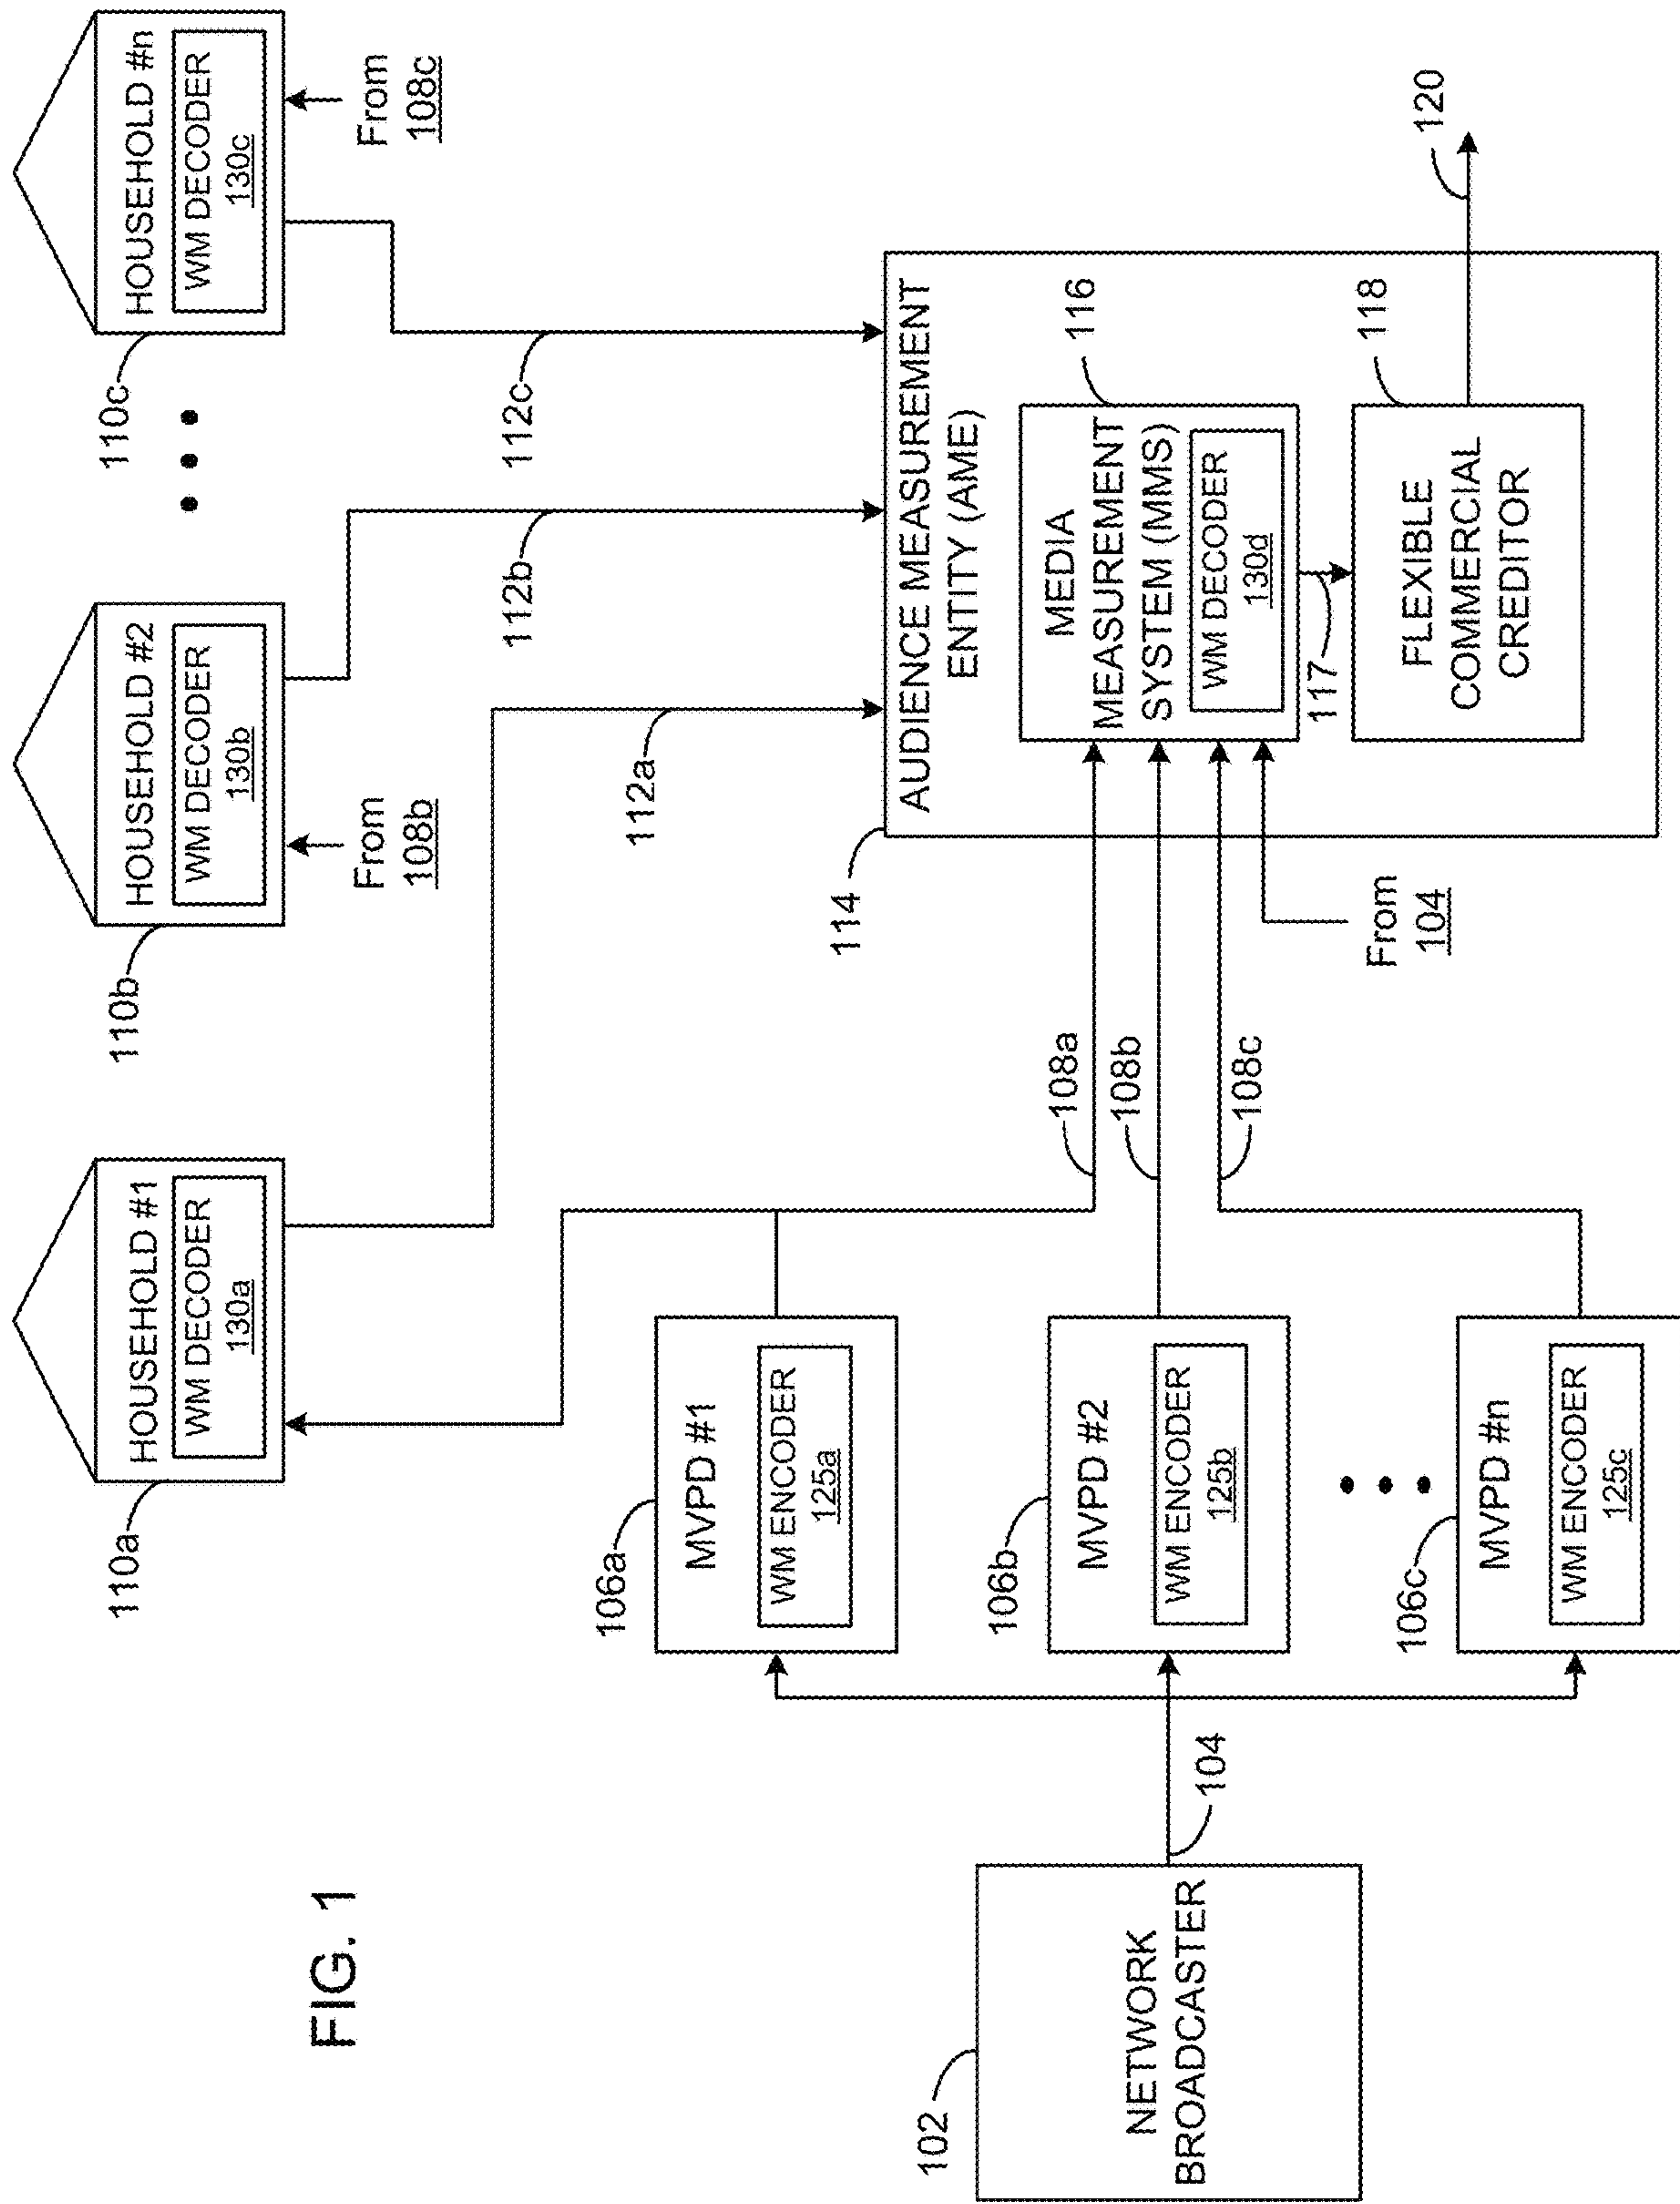 HOUSEHOLD #1
WM DECODER
130a
110a
HOUSEHOLD #2
WM DECODER
130b
110b
From
108b
HOUSEHOLD #n
WM DECODER
130c
110c
From
108c
112a
112b
112c
FIG. 1
MVPD #1
WM ENCODER
125a
106a
MVPD #2
WM ENCODER
125b
106b
MVPD #n
WM ENCODER
125c
106c
108a
108b
108c
104
NETWORK
BROADCASTER
102
114
AUDIENCE MEASUREMENT
ENTITY (AME)
MEDIA
MEASUREMENT
SYSTEM (MMS)
WM DECODER
130d
116
117
From
104
FLEXIBLE
COMMERCIAL
CREDITOR
118
120